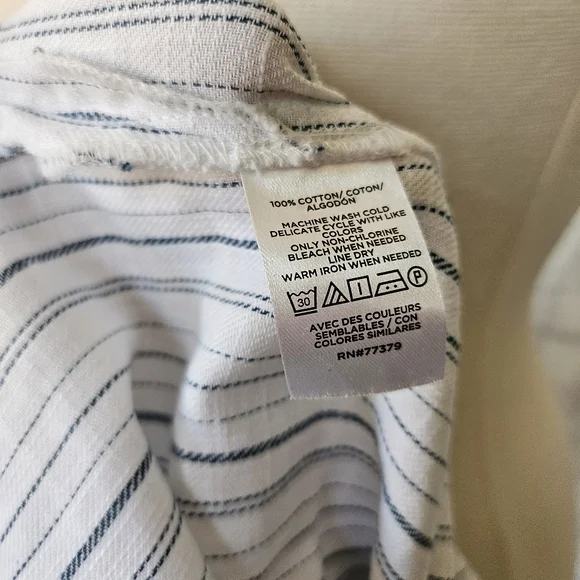 100% COTTON/ COTON/
ALGODÓN
MACHINE WASH COLD
DELICATE CYCLE WITH LIKE
COLORS
ONLY NON-CHLORINE
BLEACH WHEN NEEDED
LINE DRY
WARM IRON WHEN NEEDED
30 P
AVEC DES COULEURS
SEMBLABLES / CON
COLORES SIMILARES
RN#77379